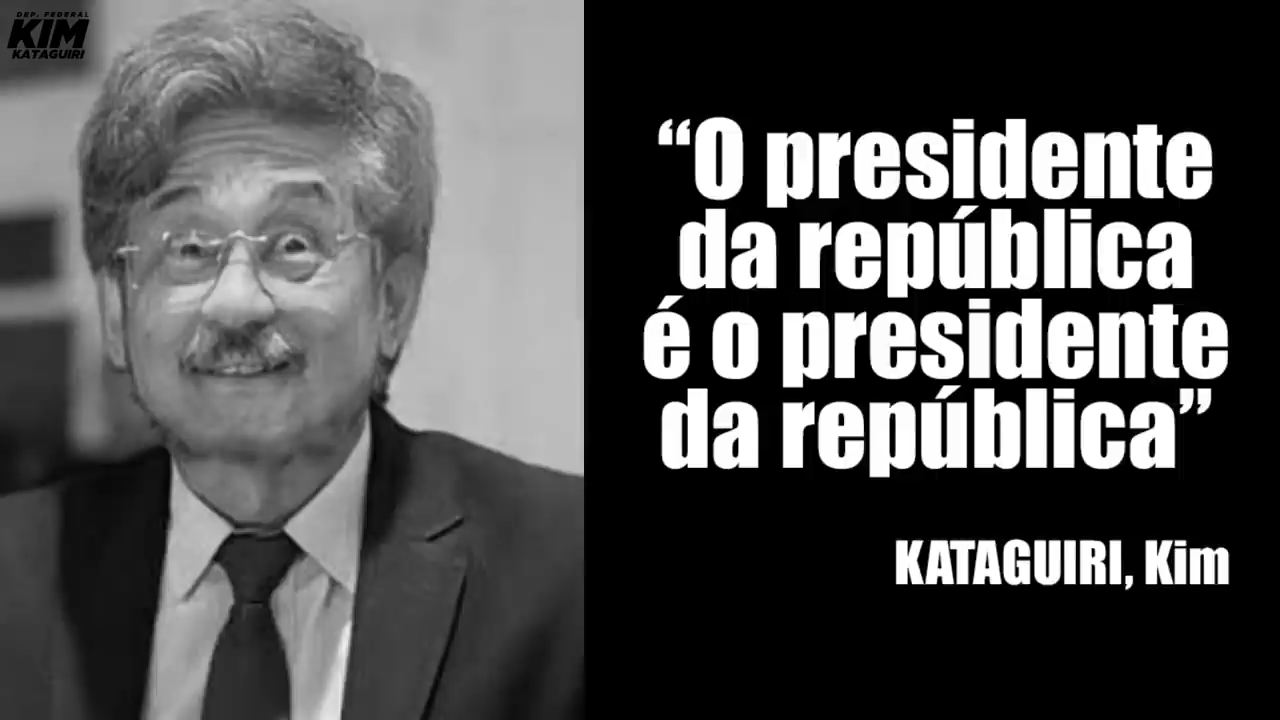 DEP. FEDERAL
KIM
KATAGUIRI
“O presidente
da república
é o presidente
da república”
KATAGUIRI, Kim